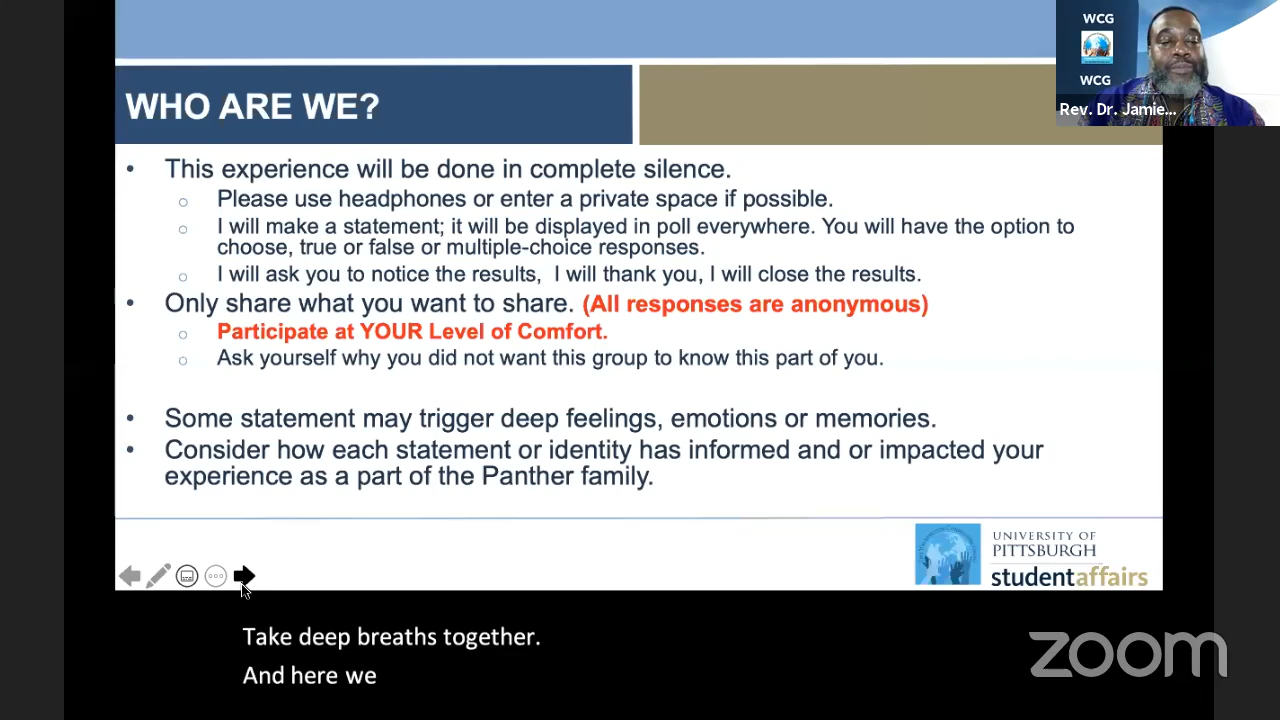 WCG
WCG
Rev. Dr. Jamie...
WHO ARE WE?
• This experience will be done in complete silence.
○ Please use headphones or enter a private space if possible.
○ I will make a statement; it will be displayed in poll everywhere. You will have the option to
choose, true or false or multiple-choice responses.
○ I will ask you to notice the results, I will thank you, I will close the results.
• Only share what you want to share. (All responses are anonymous)
○ Participate at YOUR Level of Comfort.
○ Ask yourself why you did not want this group to know this part of you.
• Some statement may trigger deep feelings, emotions or memories.
• Consider how each statement or identity has informed and or impacted your
experience as a part of the Panther family.
UNIVERSITY OF
PITTSBURGH
studentaffairs
Take deep breaths together.
And here we
zoom